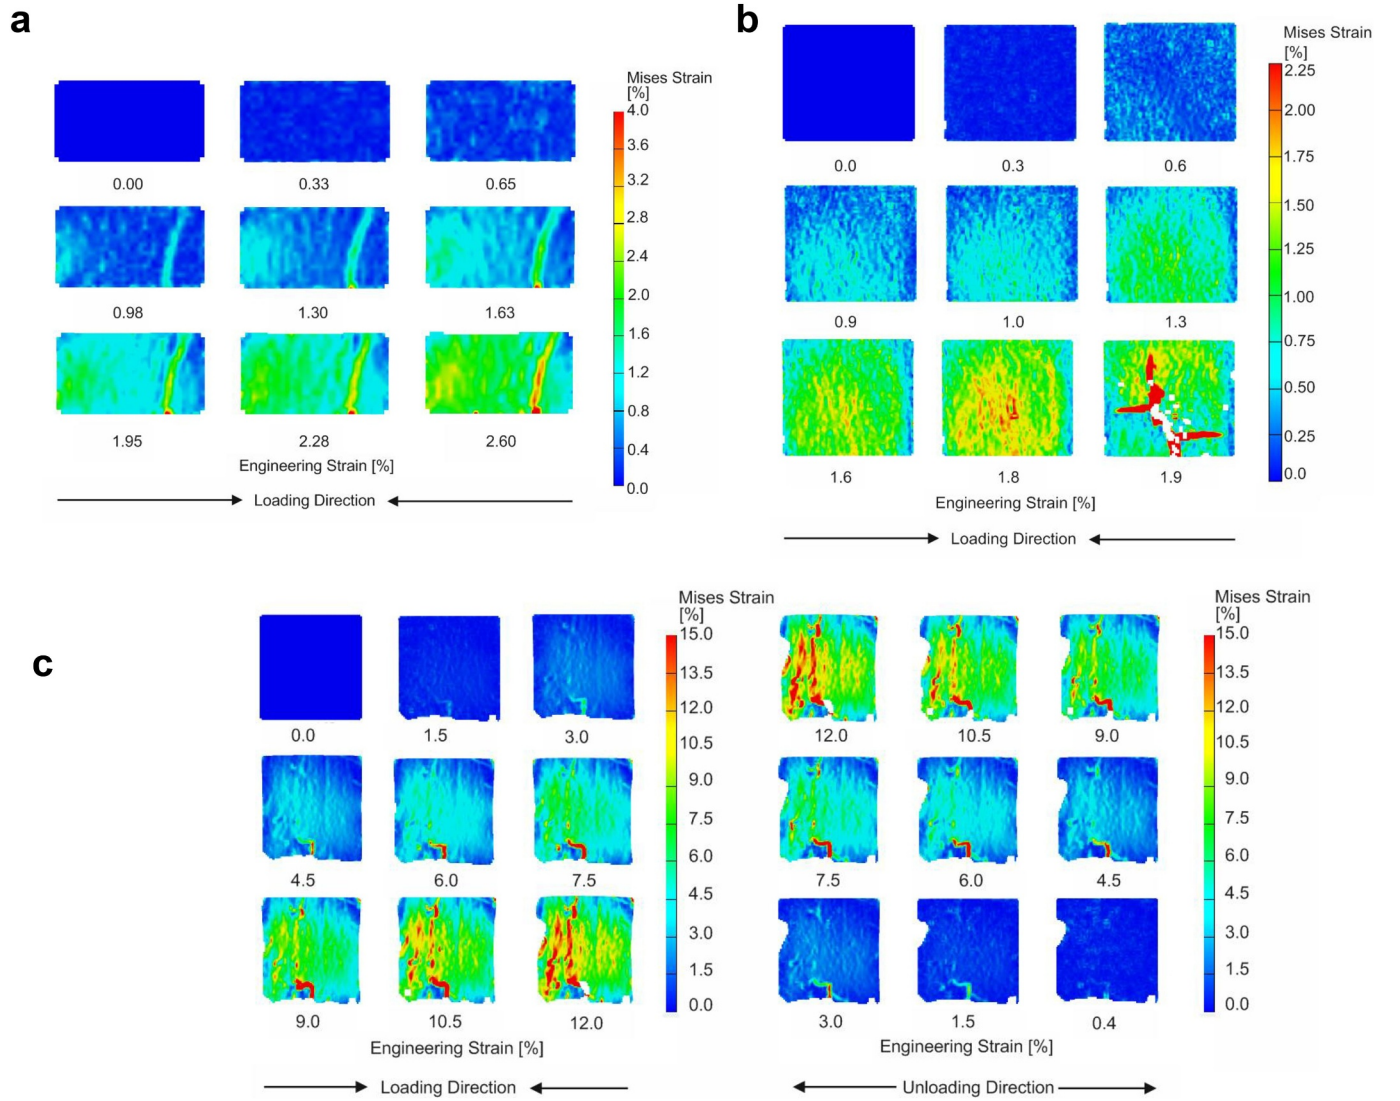 a
Mises Strain
[%]
4.0
3.6
3.2
2.8
2.4
2.0
1.6
1.2
0.8
0.4
0.0
0.00 0.33 0.65
0.98 1.30 1.63
1.95 2.28 2.60
Engineering Strain [%]
Loading Direction
b
Mises Strain
[%]
2.25
2.00
1.75
1.50
1.25
1.00
0.75
0.50
0.25
0.0
0.0 0.3 0.6
0.9 1.0 1.3
1.6 1.8 1.9
Engineering Strain [%]
Loading Direction
c
Mises Strain
[%]
15.0
13.5
12.0
10.5
9.0
7.5
6.0
4.5
3.0
1.5
0.0
0.0 1.5 3.0
4.5 6.0 7.5
9.0 10.5 12.0
Engineering Strain [%]
Loading Direction
Mises Strain
[%]
15.0
13.5
12.0
10.5
9.0
7.5
6.0
4.5
3.0
1.5
0.0
12.0 10.5 9.0
7.5 6.0 4.5
3.0 1.5 0.4
Engineering Strain [%]
Unloading Direction